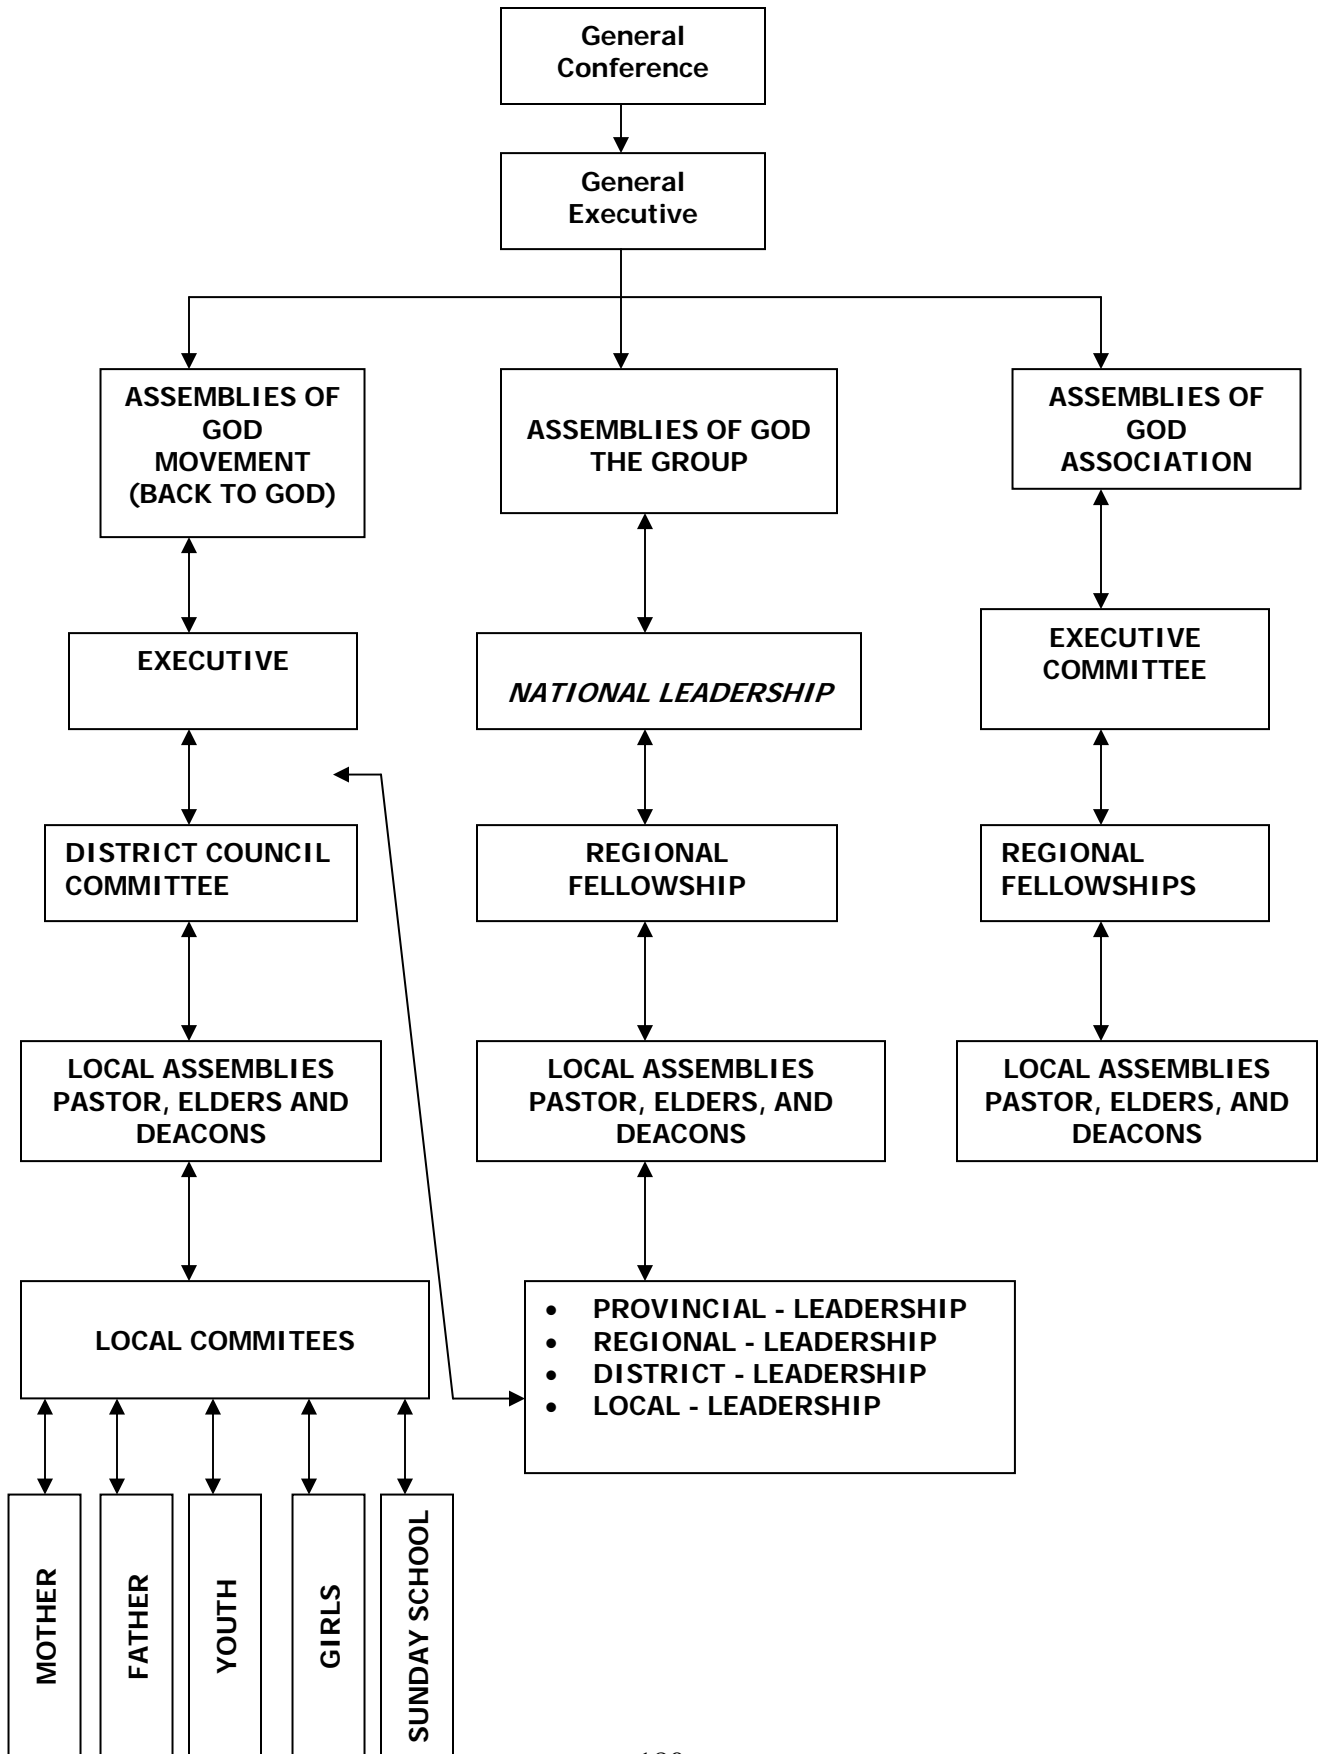 General
Conference
General
Executive
ASSEMBLIES OF
GOD
MOVEMENT
(BACK TO GOD)
ASSEMBLIES OF GOD
THE GROUP
ASSEMBLIES OF
GOD
ASSOCIATION
EXECUTIVE
NATIONAL LEADERSHIP
EXECUTIVE
COMMITTEE
DISTRICT COUNCIL
COMMITTEE
REGIONAL
FELLOWSHIP
REGIONAL
FELLOWSHIPS
LOCAL ASSEMBLIES
PASTOR, ELDERS AND
DEACONS
LOCAL ASSEMBLIES
PASTOR, ELDERS, AND
DEACONS
LOCAL ASSEMBLIES
PASTOR, ELDERS, AND
DEACONS
LOCAL COMMITEES
• PROVINCIAL - LEADERSHIP
• REGIONAL - LEADERSHIP
• DISTRICT - LEADERSHIP
• LOCAL - LEADERSHIP
MOTHER
FATHER
YOUTH
GIRLS
SUNDAY SCHOOL